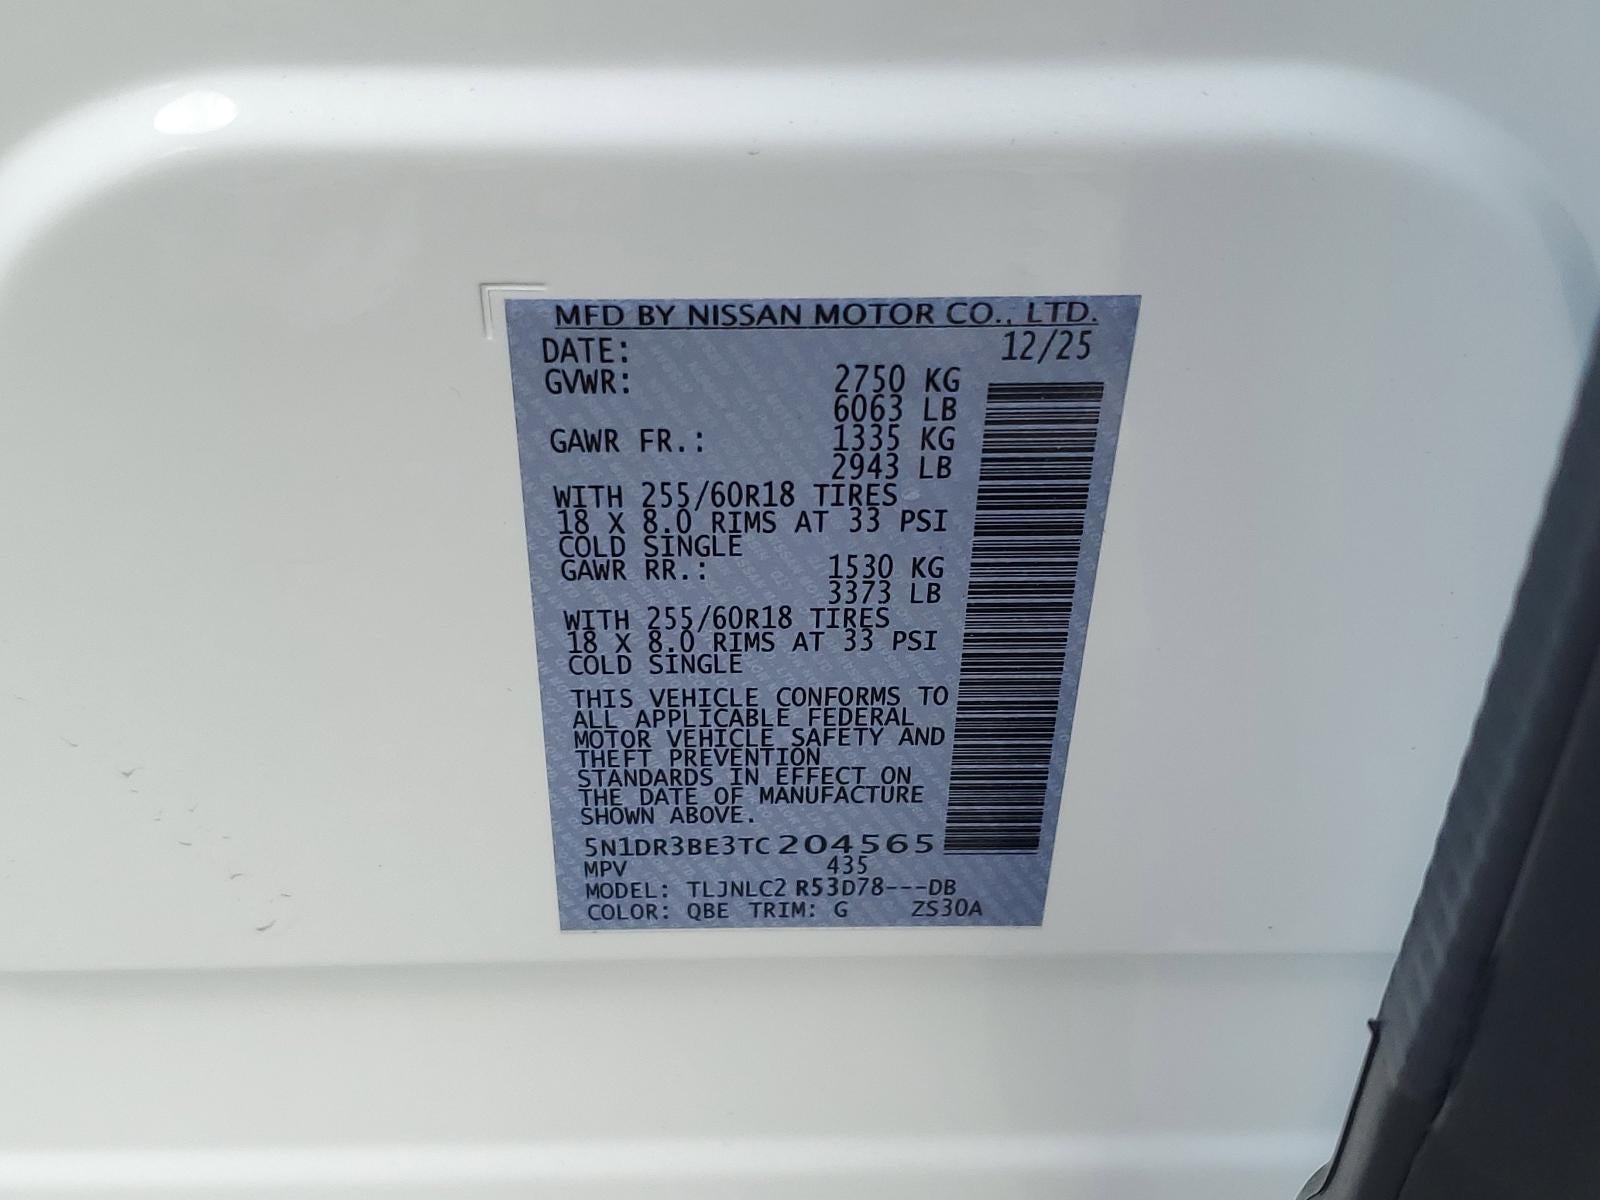 MFD BY NISSAN MOTOR CO., LTD.
DATE: 12/25
GVWR: 2750 KG
6063 LB
GAWR FR.: 1335 KG
2943 LB
WITH 255/60R18 TIRES
18 X 8.0 RIMS AT 33 PSI
COLD SINGLE
GAWR RR.: 1530 KG
3373 LB
WITH 255/60R18 TIRES
18 X 8.0 RIMS AT 33 PSI
COLD SINGLE
THIS VEHICLE CONFORMS TO
ALL APPLICABLE FEDERAL
MOTOR VEHICLE SAFETY AND
THEFT PREVENTION
STANDARDS IN EFFECT ON
THE DATE OF MANUFACTURE
SHOWN ABOVE.
5N1DR3BE3TC204565
MPV 435
MODEL: TLJNLC2 R53D78---DB
COLOR: QBE TRIM: G ZS30A